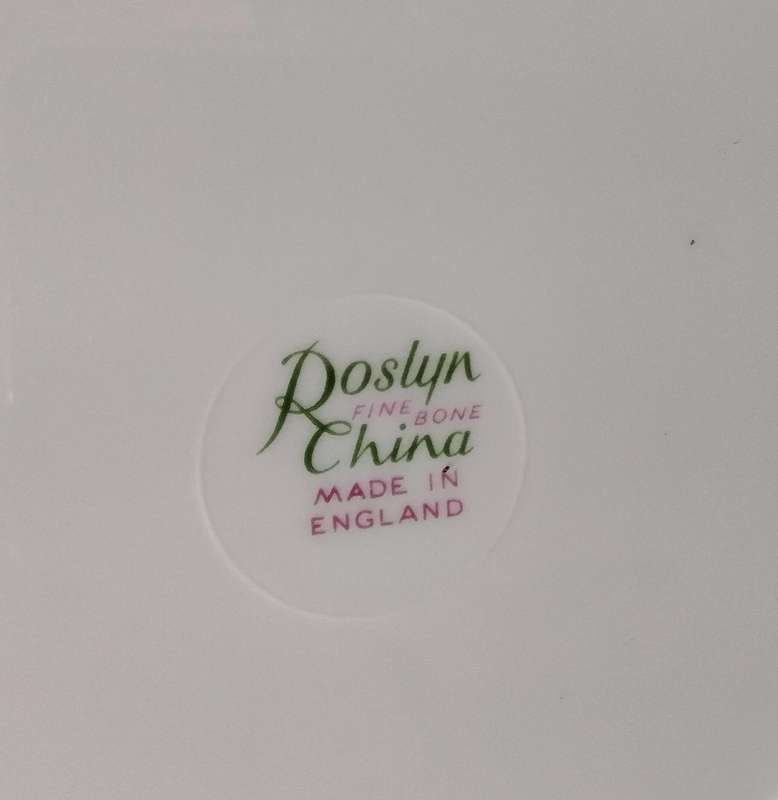 Roslyn
FINE BONE
China
MADE IN
ENGLAND